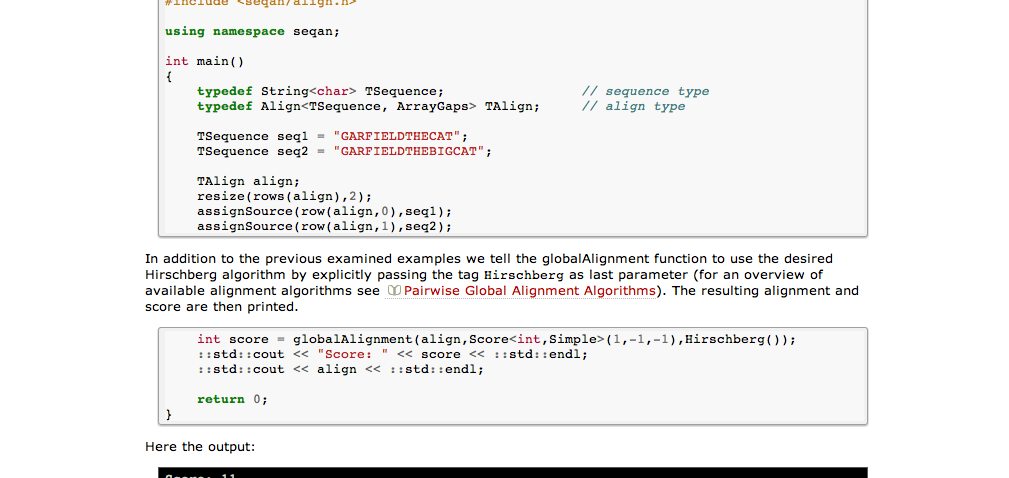 #include <seqan/align.h>
using namespace seqan;
int main()
{
typedef String<char> TSequence; // sequence type
typedef Align<TSequence, ArrayGaps> TAlign; // align type
TSequence seq1 = "GARFIELDTHECAT";
TSequence seq2 = "GARFIELDTHEBIGCAT";
TAlign align;
resize(rows(align),2);
assignSource(row(align,0),seq1);
assignSource(row(align,1),seq2);
In addition to the previous examined examples we tell the globalAlignment function to use the desired
Hirschberg algorithm by explicitly passing the tag Hirschberg as last parameter (for an overview of
available alignment algorithms see Pairwise Global Alignment Algorithms). The resulting alignment and
score are then printed.
int score = globalAlignment(align,Score<int,Simple>(1,-1,-1),Hirschberg());
::std::cout << "Score: " << score << ::std::endl;
::std::cout << align << ::std::endl;
return 0;
}
Here the output:
Score: 11